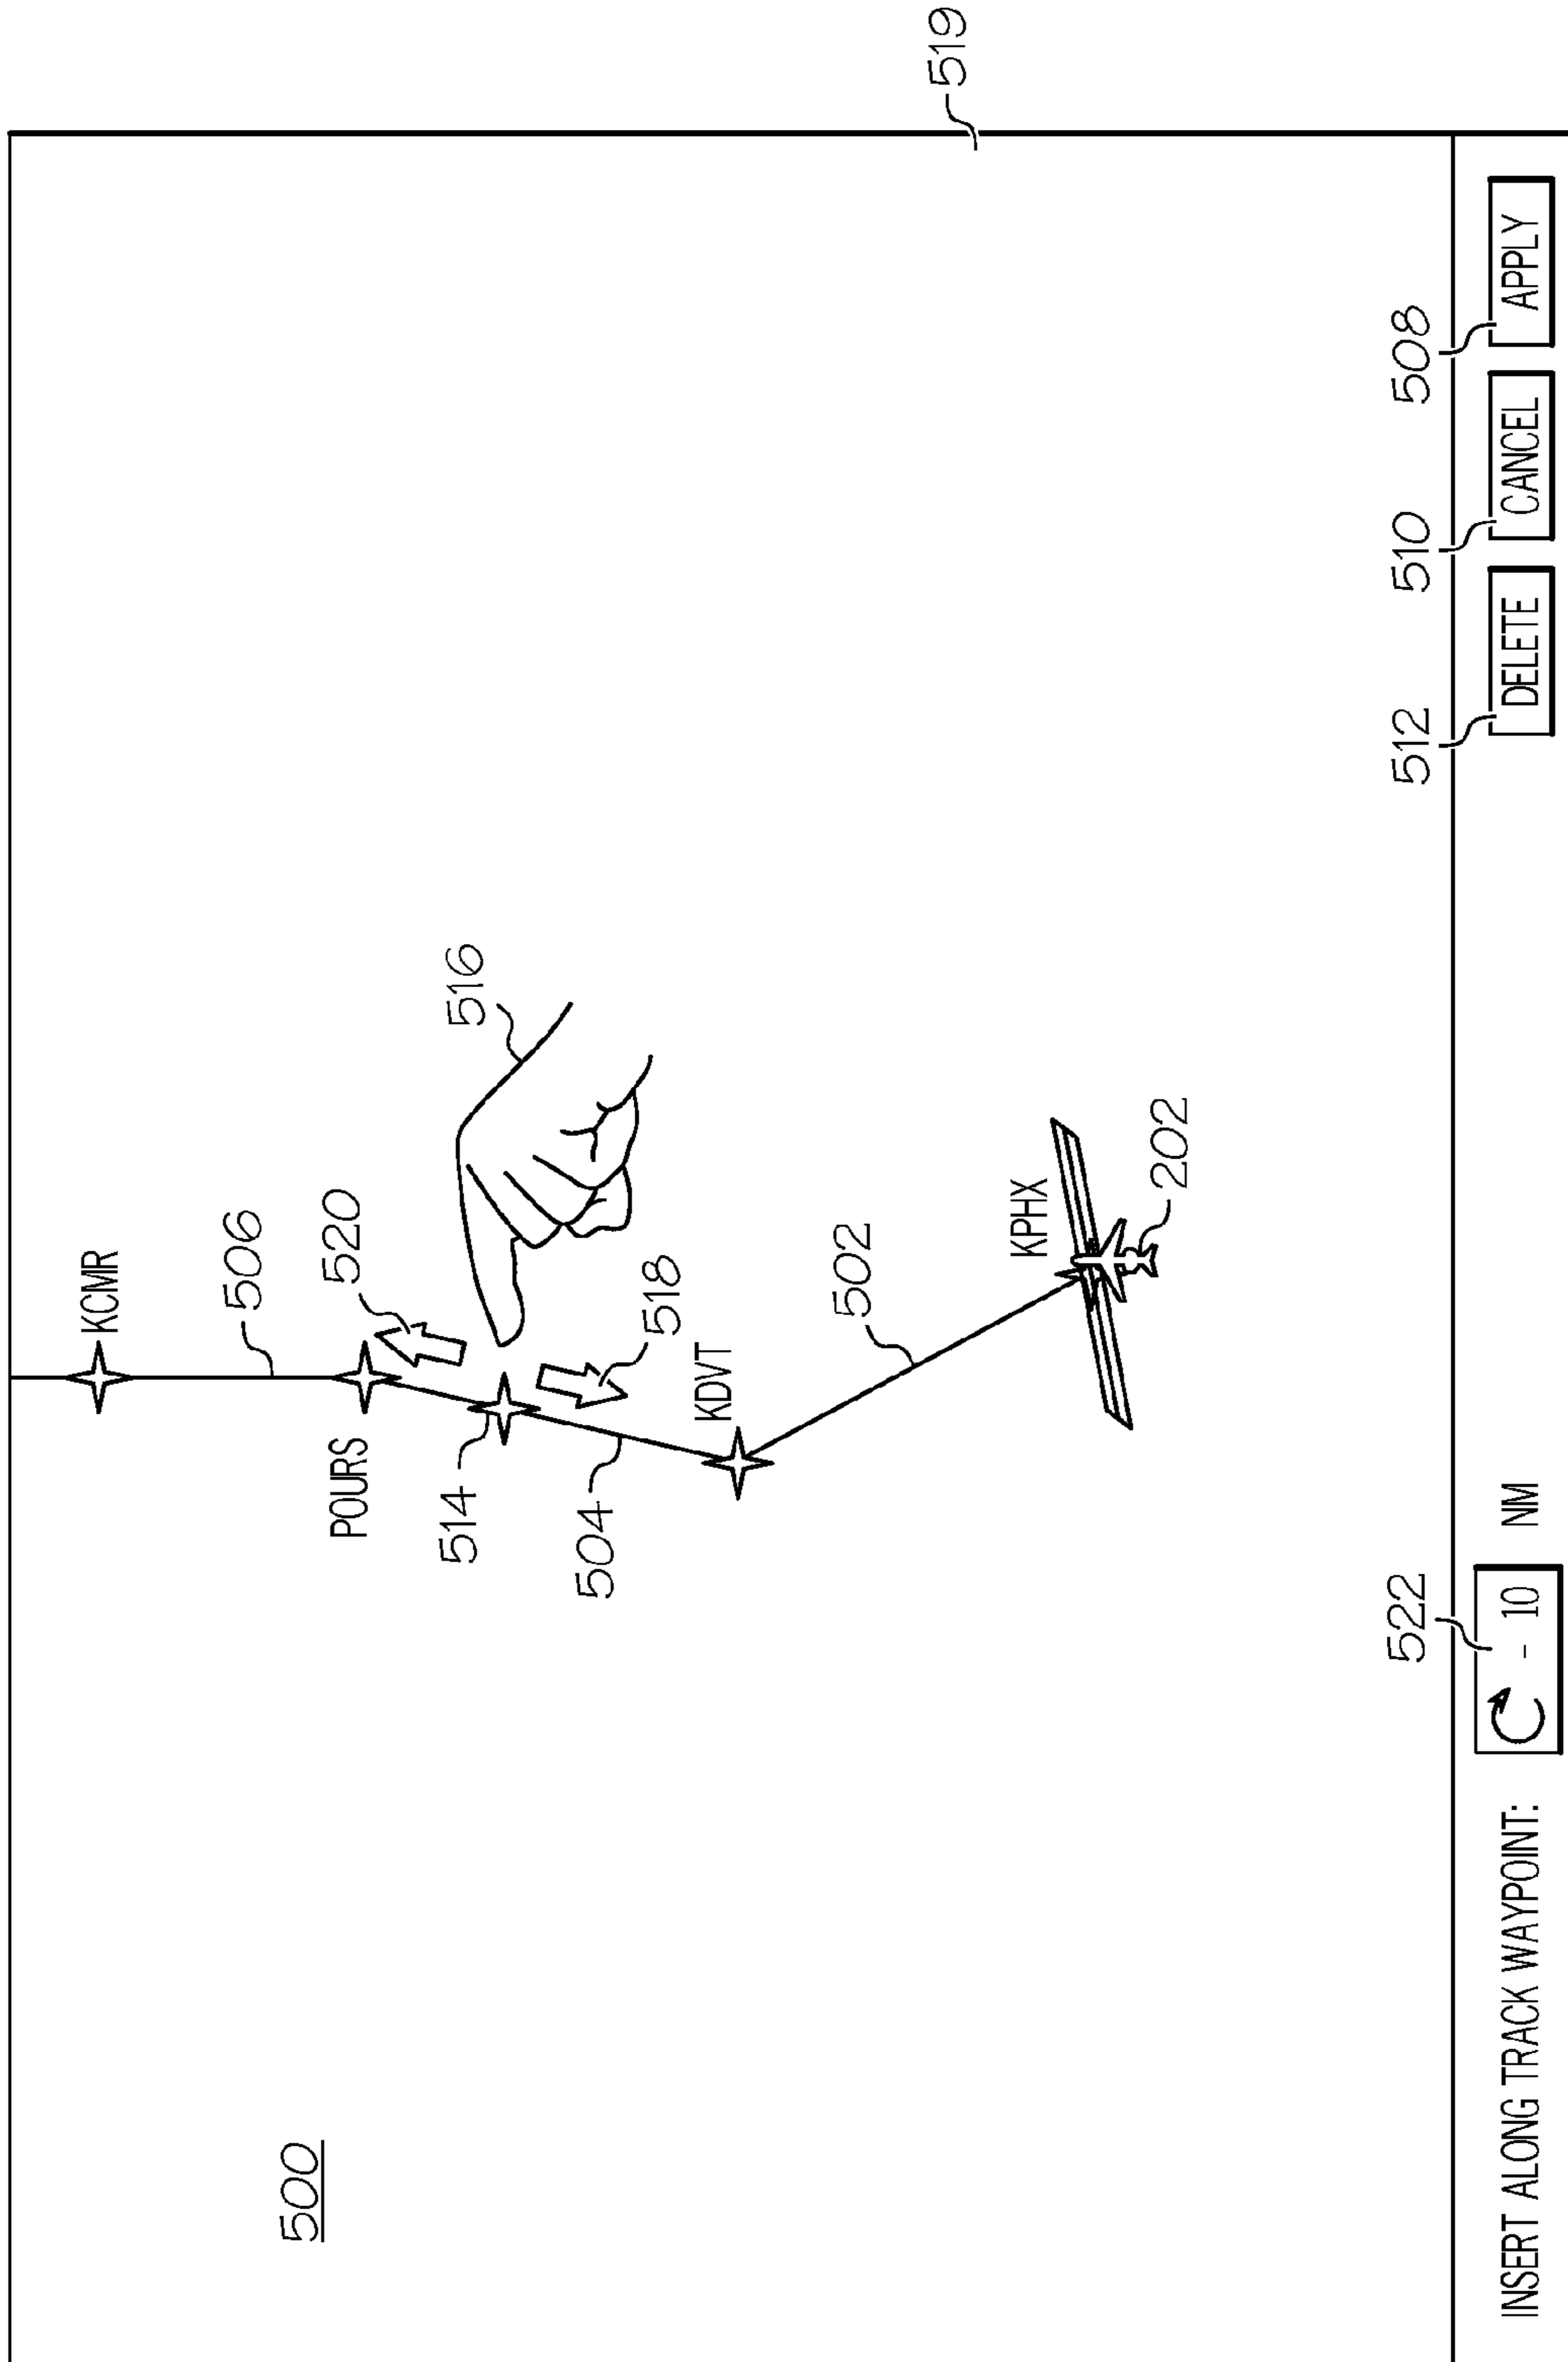 500
KCMR
506
520
POURS
516
514
504
518
KDVT
502
KPHX
202
519
522
512
510
508
INSERT ALONG TRACK WAYPOINT: - 10 NM
DELETE
CANCEL
APPLY